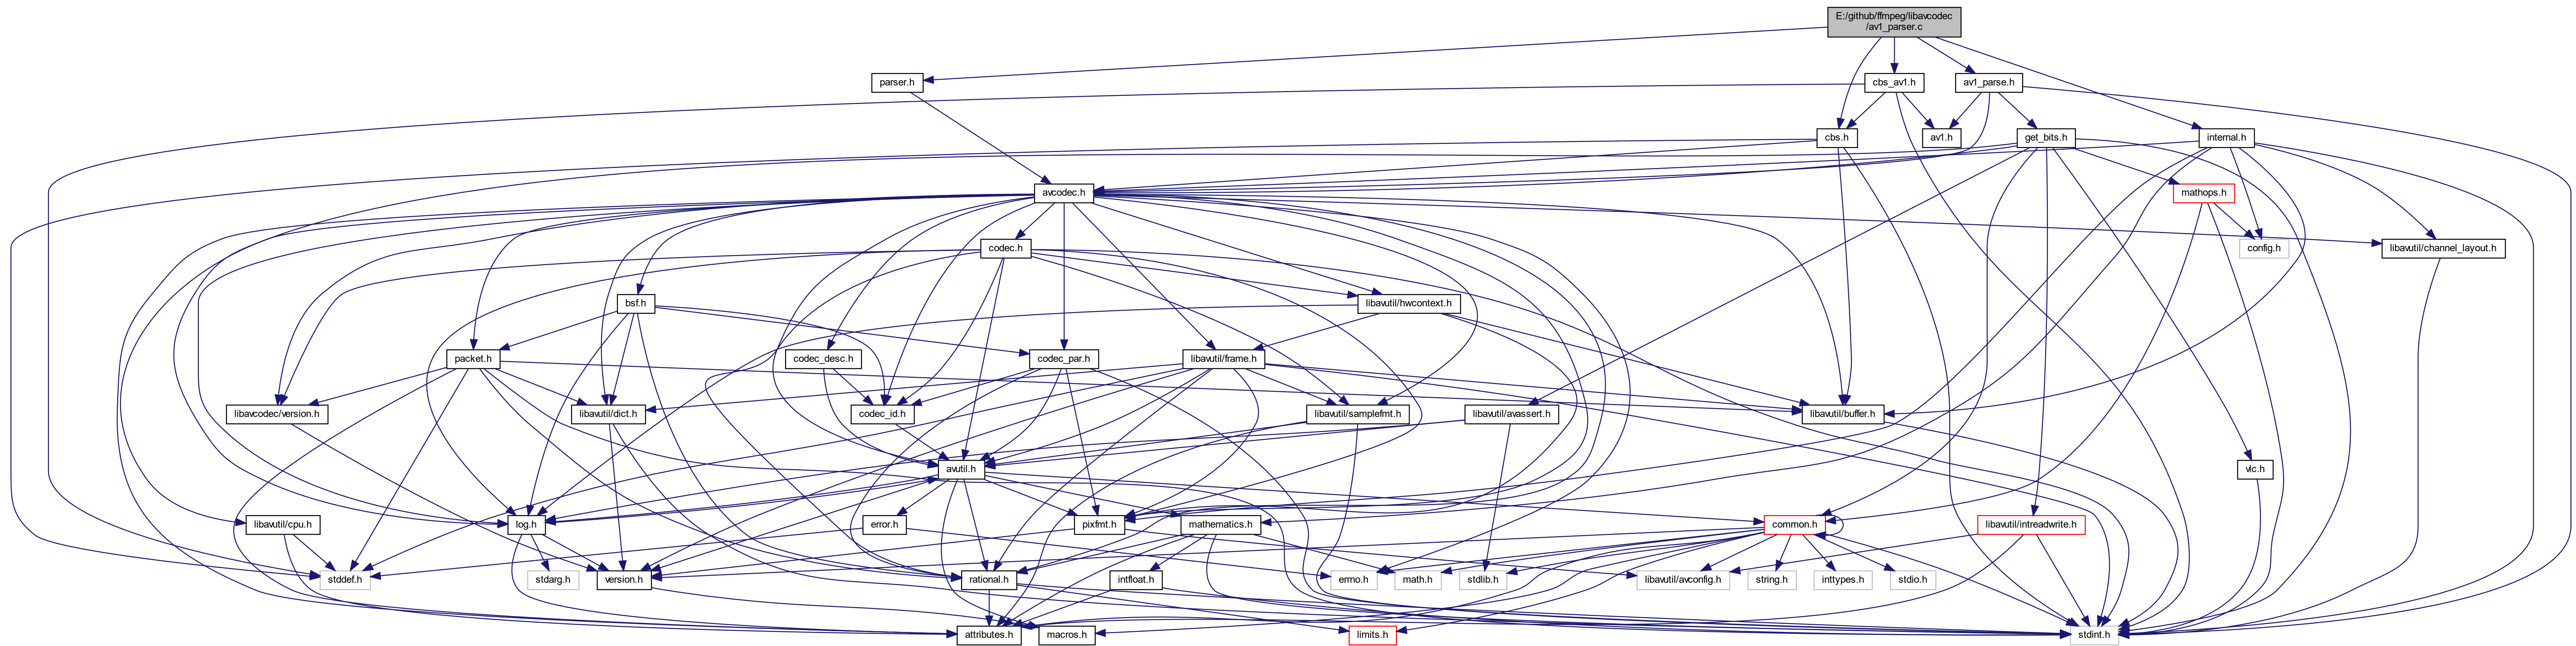 E:/github/ffmpeg/libavcodec
/av1_parser.c
parser.h
cbs_av1.h
av1_parse.h
cbs.h
av1.h
get_bits.h
internal.h
avcodec.h
mathops.h
codec.h
config.h
libavutil/channel_layout.h
bsf.h
libavutil/hwcontext.h
packet.h
codec_desc.h
codec_par.h
libavutil/frame.h
libavcodec/version.h
libavutil/dict.h
codec_id.h
libavutil/samplefmt.h
libavutil/avassert.h
libavutil/buffer.h
avutil.h
vlc.h
libavutil/cpu.h
log.h
error.h
pixfmt.h
mathematics.h
common.h
libavutil/intreadwrite.h
stddef.h
stdarg.h
version.h
rational.h
intfloat.h
errno.h
math.h
stdlib.h
libavutil/avconfig.h
string.h
inttypes.h
stdio.h
attributes.h
macros.h
limits.h
stdint.h